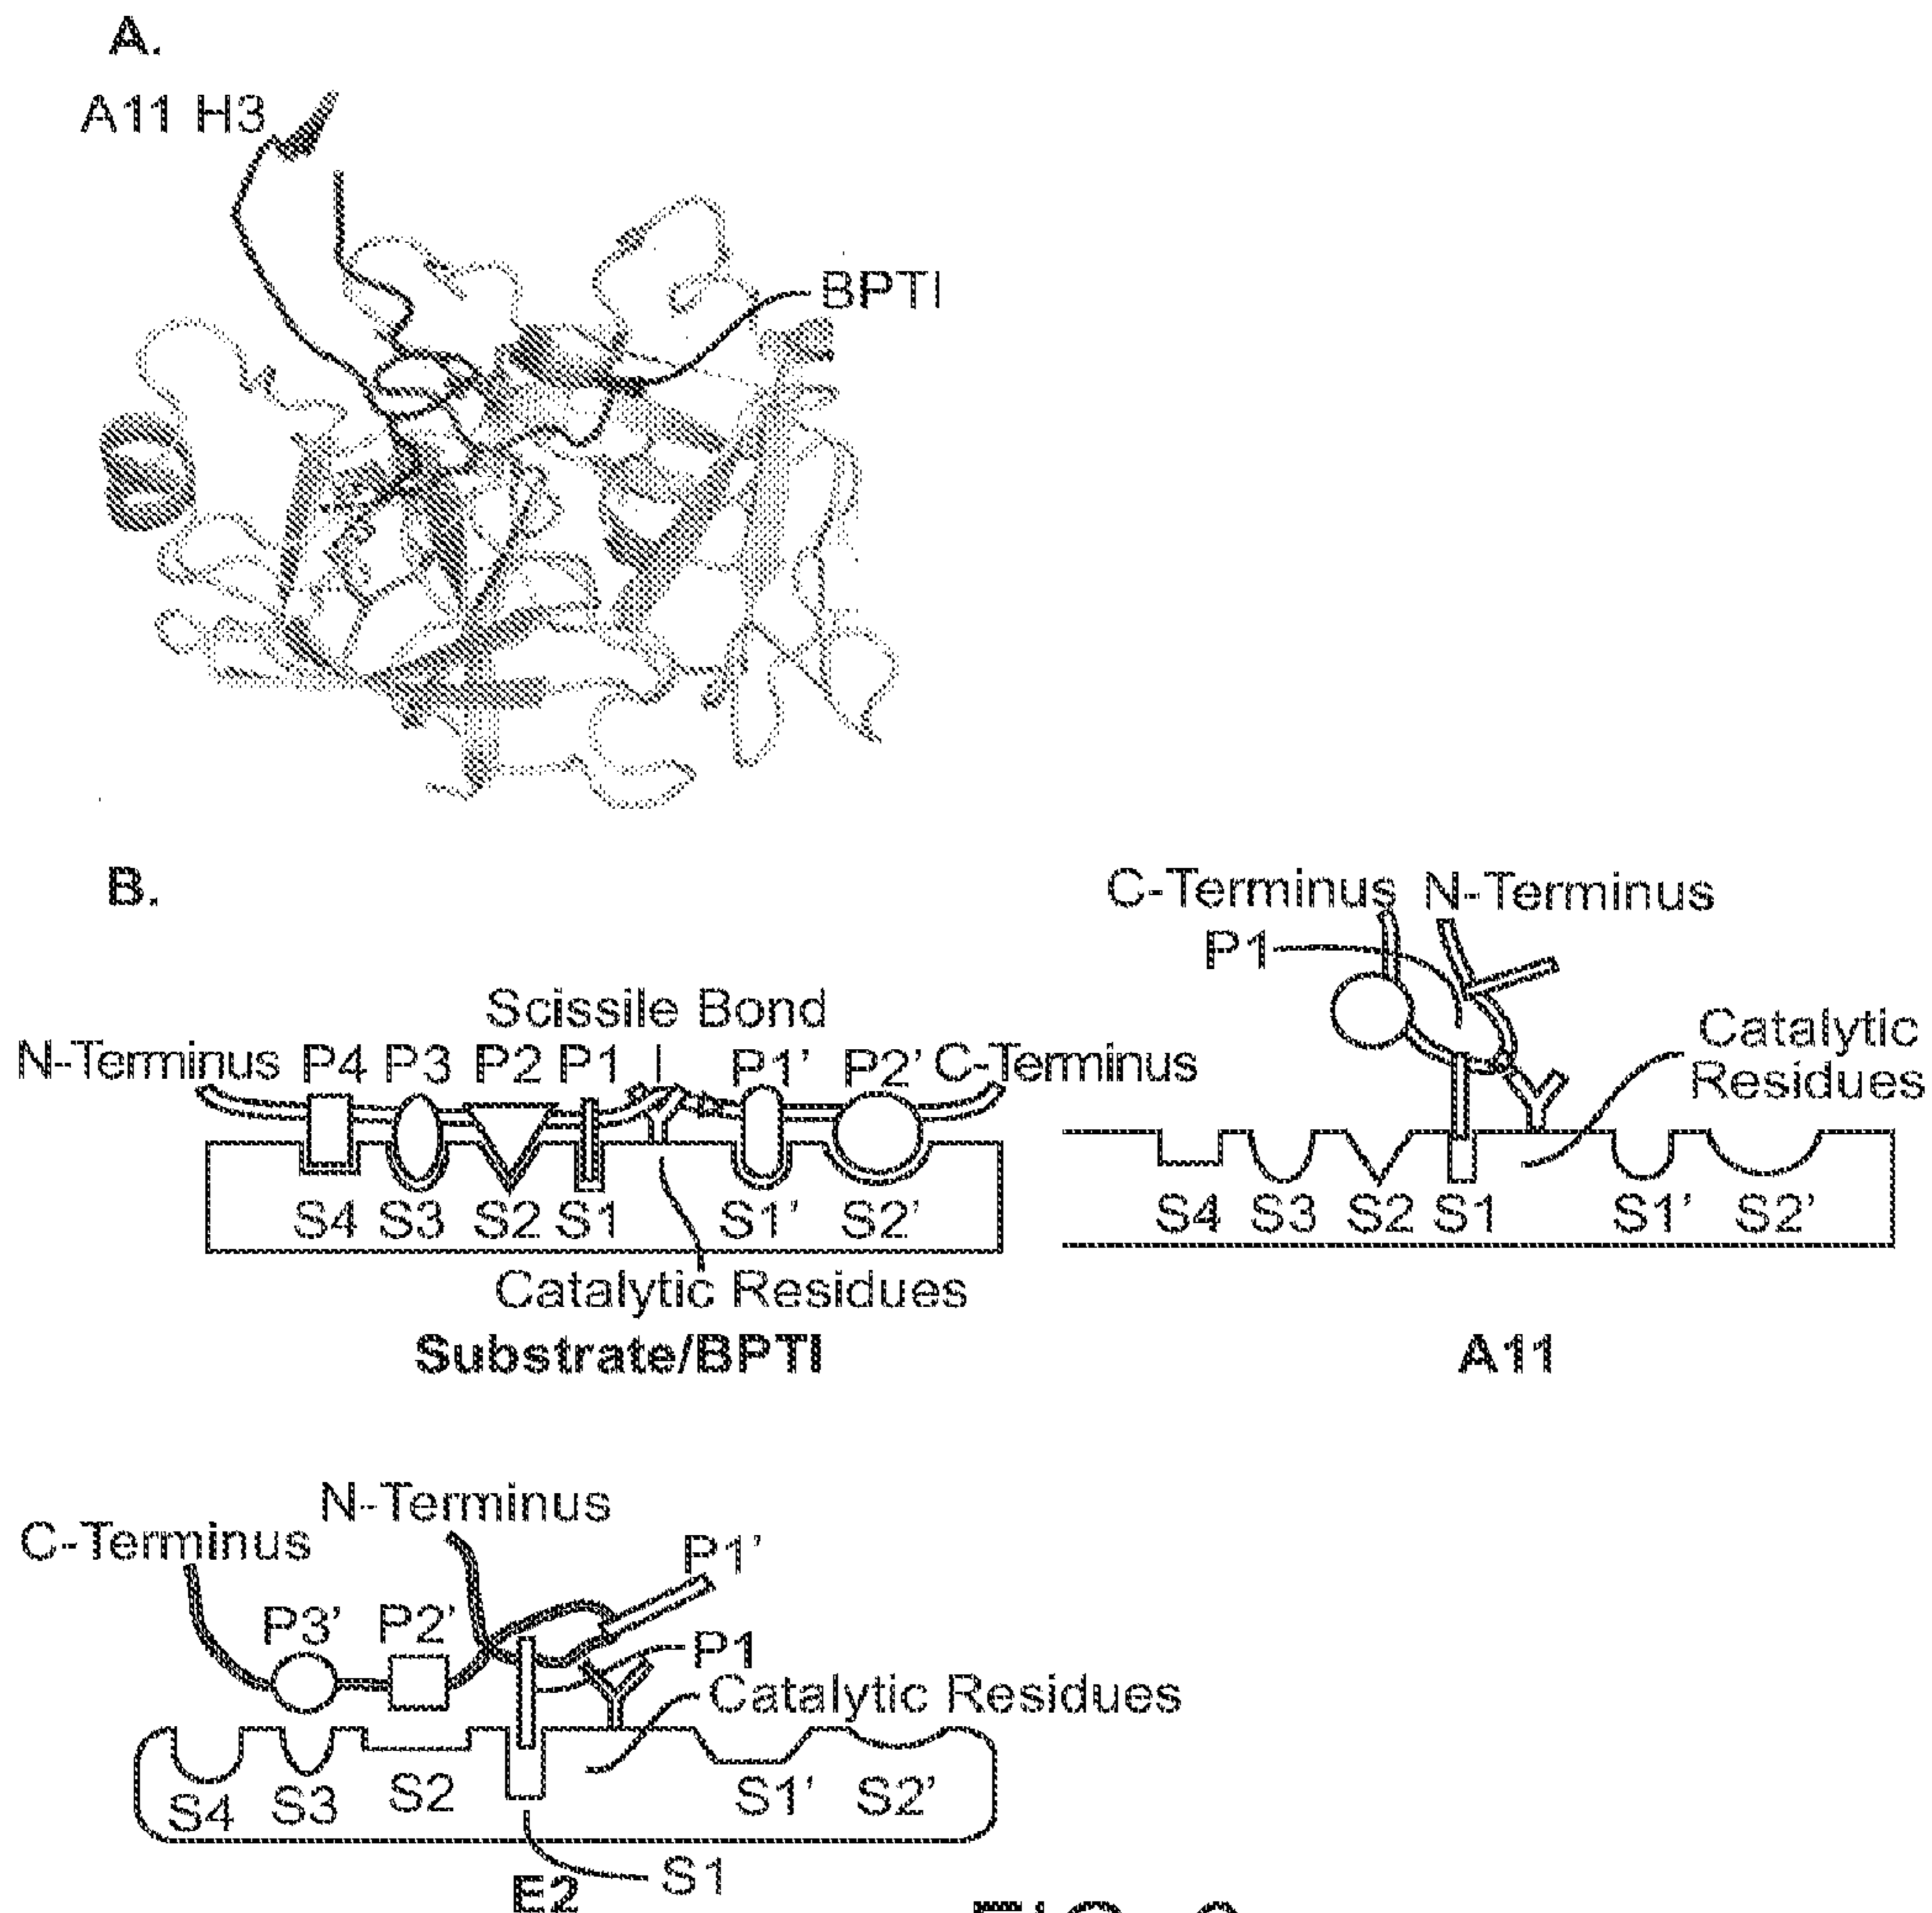 A.
A11 H3
BPTI
B.
C-Terminus N-Terminus
P1
Scissile Bond
Catalytic
Residues
N-Terminus P4 P3 P2 P1 P1' P2' C-Terminus
S4 S3 S2 S1 S1' S2'
S4 S3 S2 S1 S1' S2'
Catalytic Residues
Substrate/BPTI
A11
N-Terminus
C-Terminus
P1'
P3' P2'
P1
Catalytic Residues
S4 S3 S2 S1' S2'
S1
E2